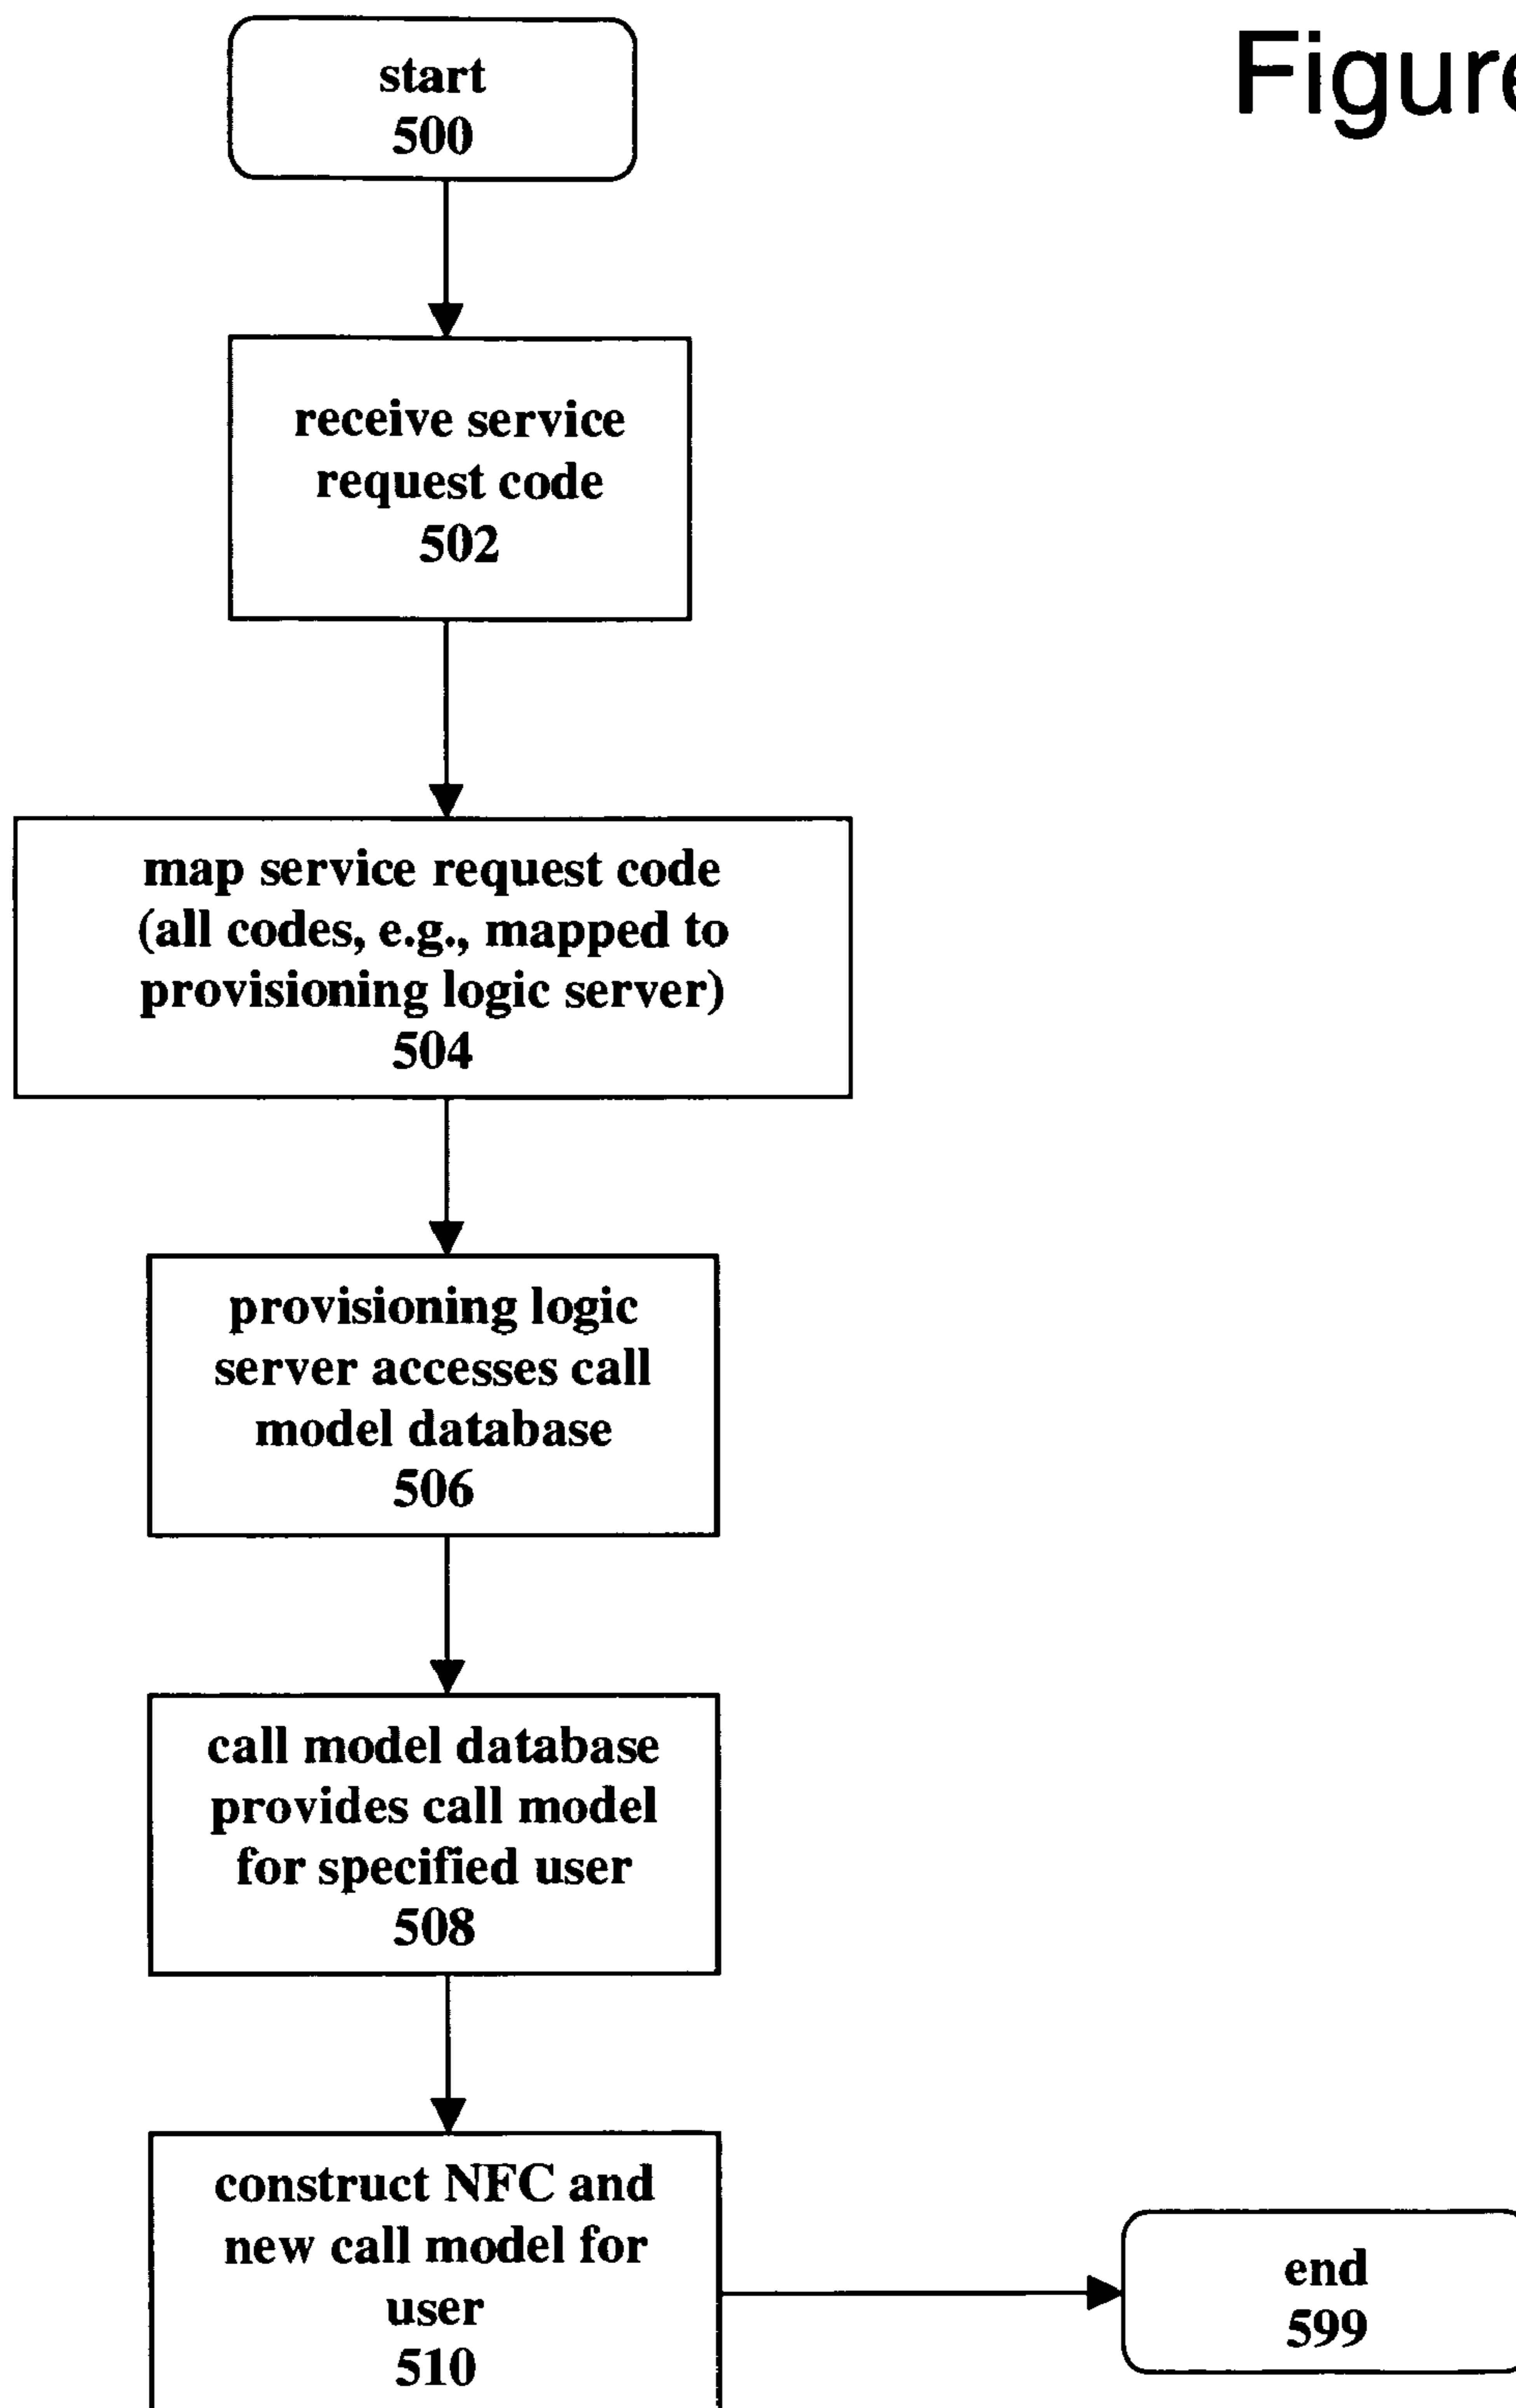 Figure
start
500
receive service
request code
502
map service request code
(all codes, e.g., mapped to
provisioning logic server)
504
provisioning logic
server accesses call
model database
506
call model database
provides call model
for specified user
508
construct NFC and
new call model for
user
510
end
599